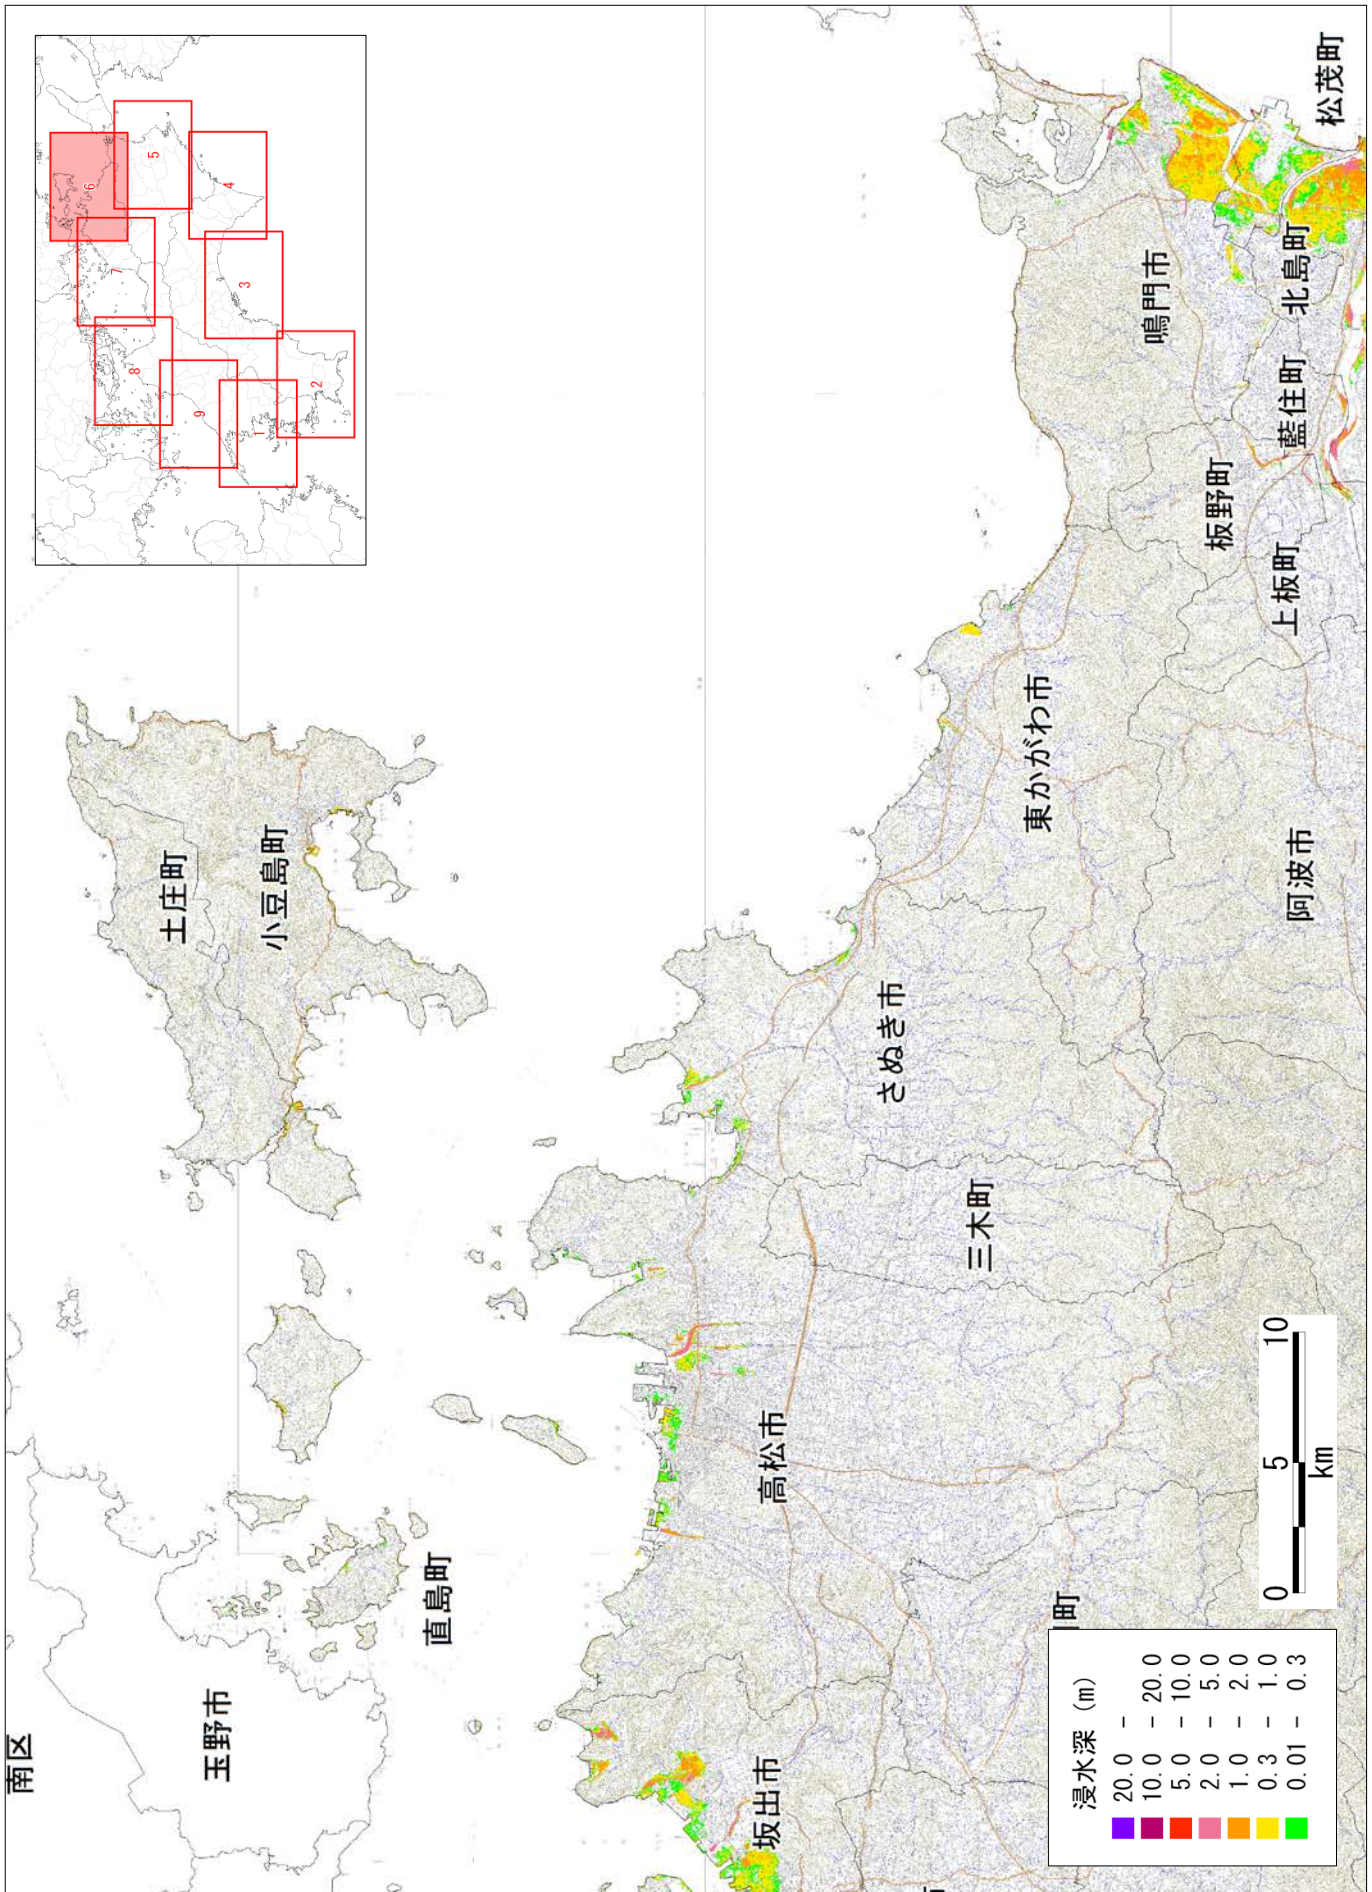 南区
玉野市
直島町
土庄町
小豆島町
坂出市
高松市
三木町
さぬき市
東かがわ市
鳴門市
松茂町
北島町
藍住町
板野町
上板町
阿波市
町
浸水深 (m)
20.0 -
10.0 - 20.0
5.0 - 10.0
2.0 - 5.0
1.0 - 2.0
0.3 - 1.0
0.01 - 0.3
0 5 10
km
1
2
3
4
5
6
7
8
9